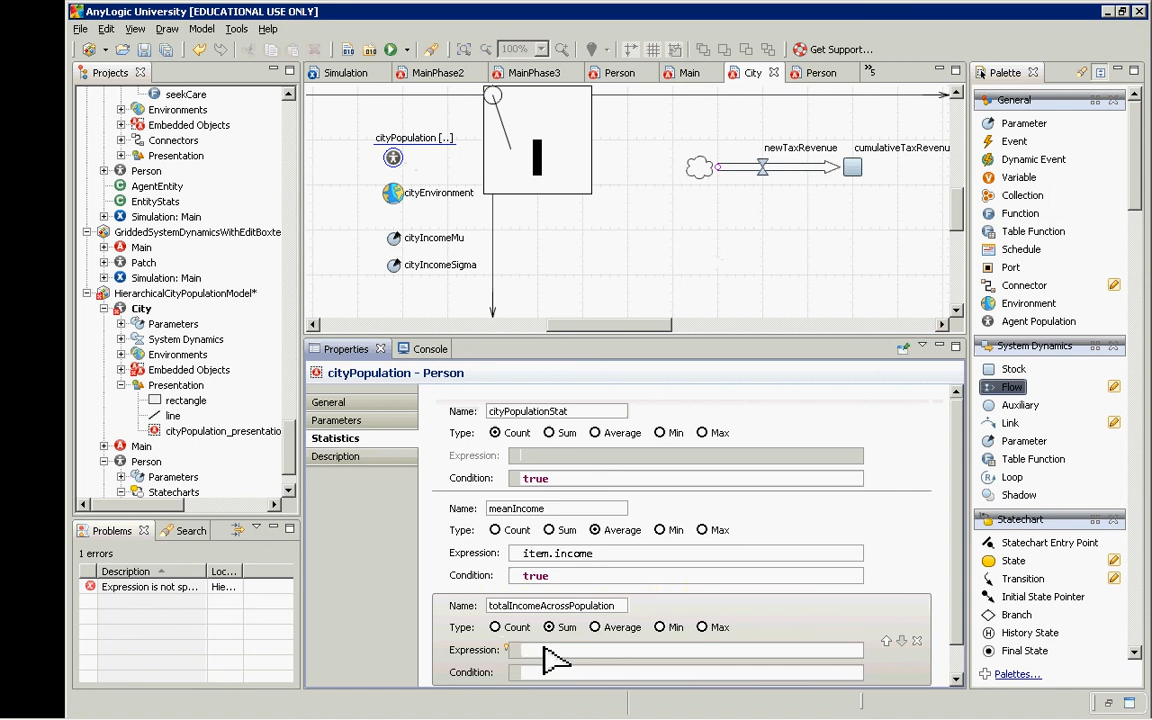 AnyLogic University [EDUCATIONAL USE ONLY]
File Edit View Draw Model Tools Help
100% Get Support...
Projects
seekCare
Environments
Embedded Objects
Connectors
Presentation
Person
AgentEntity
EntityStats
Simulation: Main
GriddedSystemDynamicsWithEditBoxte
Main
Patch
Simulation: Main
HierarchicalCityPopulationModel*
City
Parameters
System Dynamics
Environments
Embedded Objects
Presentation
rectangle
line
cityPopulation_presentatio
Main
Person
Parameters
Statecharts
Problems Search
1 errors
Description Loc...
Expression is not sp... Hie...
Simulation MainPhase2 MainPhase3 Person Main City Person »5
cityPopulation [..]
cityEnvironment
cityIncomeMu
cityIncomeSigma
newTaxRevenue cumulativeTaxRevenu
Properties Console
cityPopulation - Person
General
Parameters
Statistics
Description
Name: cityPopulationStat
Type: Count Sum Average Min Max
Expression:
Condition: true
Name: meanIncome
Type: Count Sum Average Min Max
Expression: item.income
Condition: true
Name: totalIncomeAcrossPopulation
Type: Count Sum Average Min Max
Expression:
Condition:
Palette
General
Parameter
Event
Dynamic Event
Variable
Collection
Function
Table Function
Schedule
Port
Connector
Environment
Agent Population
System Dynamics
Stock
Flow
Auxiliary
Link
Parameter
Table Function
Loop
Shadow
Statechart
Statechart Entry Point
State
Transition
Initial State Pointer
Branch
History State
Final State
Palettes...